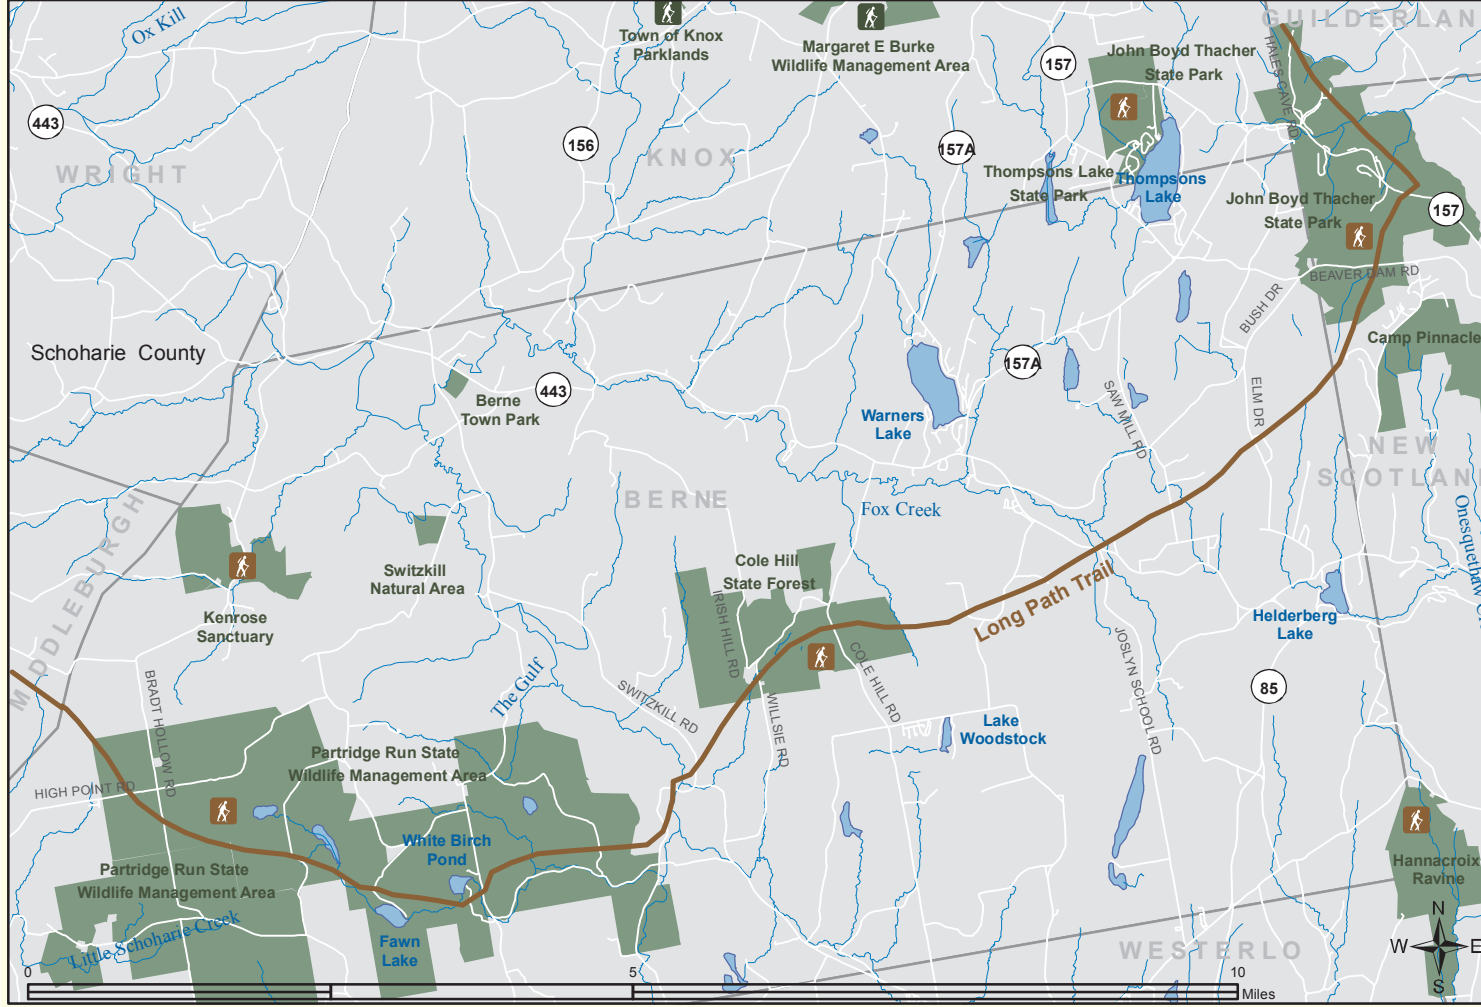 GUILDERLAN
Ox Kill
Town of Knox
Parklands
Margaret E Burke
Wildlife Management Area
157
John Boyd Thacher
State Park
HALES CAVE RD
443
156
KNOX
157A
WRIGHT
Thompsons Lake
State Park
Thompsons
Lake
John Boyd Thacher
State Park
157
BEAVER DAM RD
BUSH DR
Camp Pinnacle
Schoharie County
443
Berne
Town Park
157A
Warners
Lake
SAW MILL RD
ELM DR
NEW
SCOTLAN
BERNE
Fox Creek
Onesquethaw Cr
MIDDLEBURGH
Switzkill
Natural Area
Cole Hill
State Forest
IRISH HILL RD
Kenrose
Sanctuary
Long Path Trail
Helderberg
Lake
JOSLYN SCHOOL RD
BRADT HOLLOW RD
The Gulf
SWITZKILL RD
WILLSIE RD
COLE HILL RD
85
Lake
Woodstock
Partridge Run State
Wildlife Management Area
HIGH POINT RD
White Birch
Pond
Partridge Run State
Wildlife Management Area
Hannacroix
Ravine
Little Schoharie Creek
Fawn
Lake
WESTERLO
N
W
E
S
0
5
10
Miles